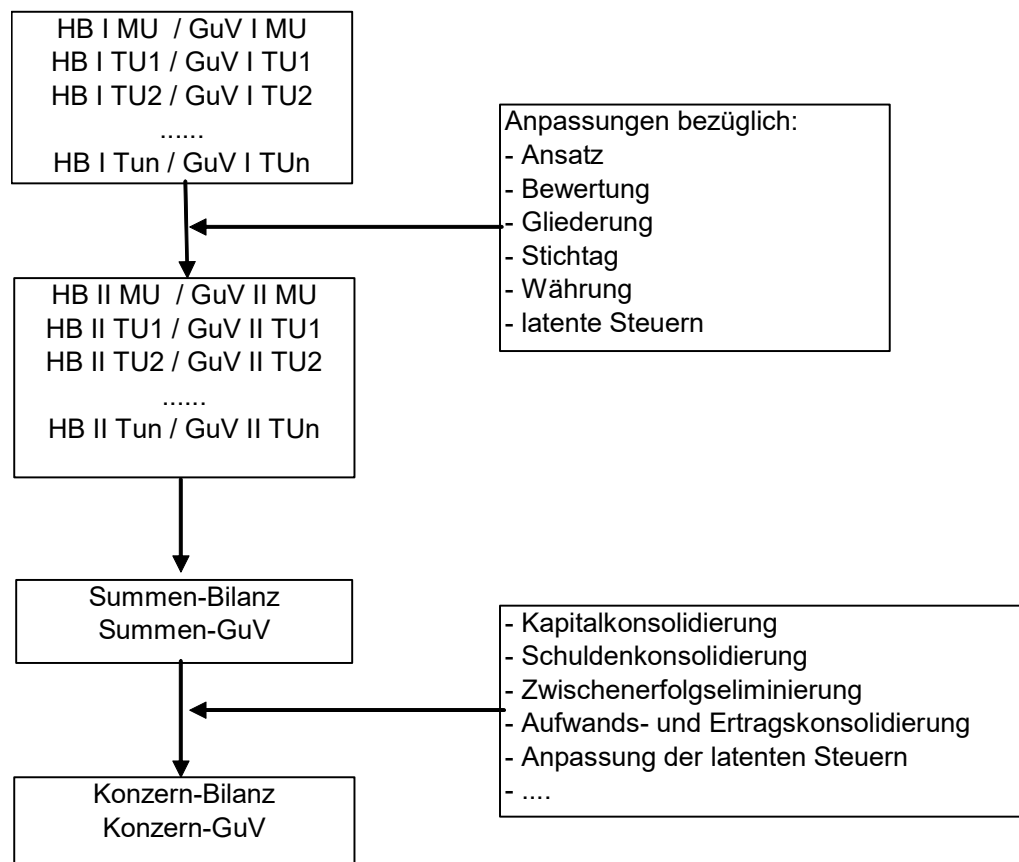 HB I MU / GuV I MU
HB I TU1 / GuV I TU1
HB I TU2 / GuV I TU2
......
HB I Tun / GuV I TUn
Anpassungen bezüglich:
- Ansatz
- Bewertung
- Gliederung
- Stichtag
- Währung
- latente Steuern
HB II MU / GuV II MU
HB II TU1 / GuV II TU1
HB II TU2 / GuV II TU2
......
HB II Tun / GuV II TUn
Summen-Bilanz
Summen-GuV
- Kapitalkonsolidierung
- Schuldenkonsolidierung
- Zwischenerfolgseliminierung
- Aufwands- und Ertragskonsolidierung
- Anpassung der latenten Steuern
- ....
Konzern-Bilanz
Konzern-GuV